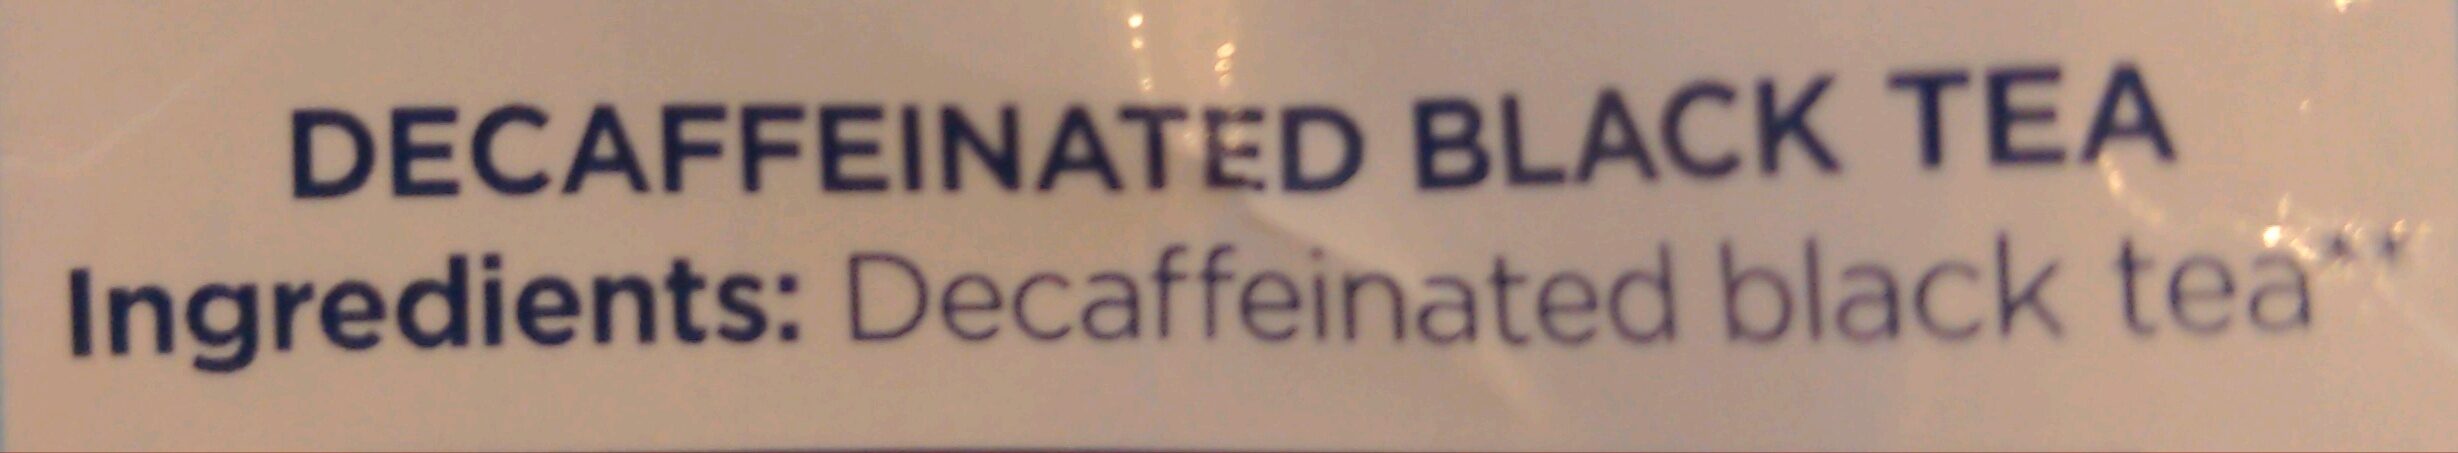 DECAFFEINATED BLACK TEA
Ingredients: Decaffeinated black tea**